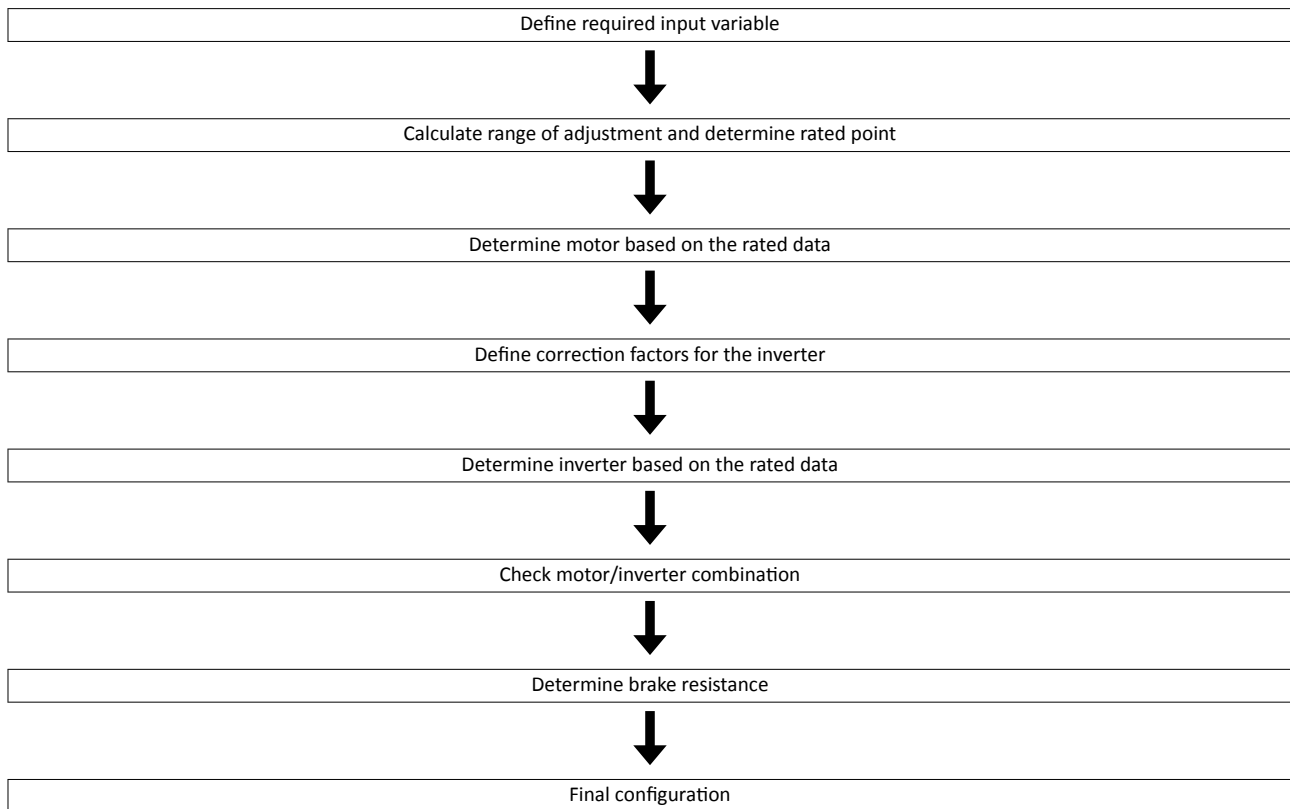 Define required input variable
Calculate range of adjustment and determine rated point
Determine motor based on the rated data
Define correction factors for the inverter
Determine inverter based on the rated data
Check motor/inverter combination
Determine brake resistance
Final configuration